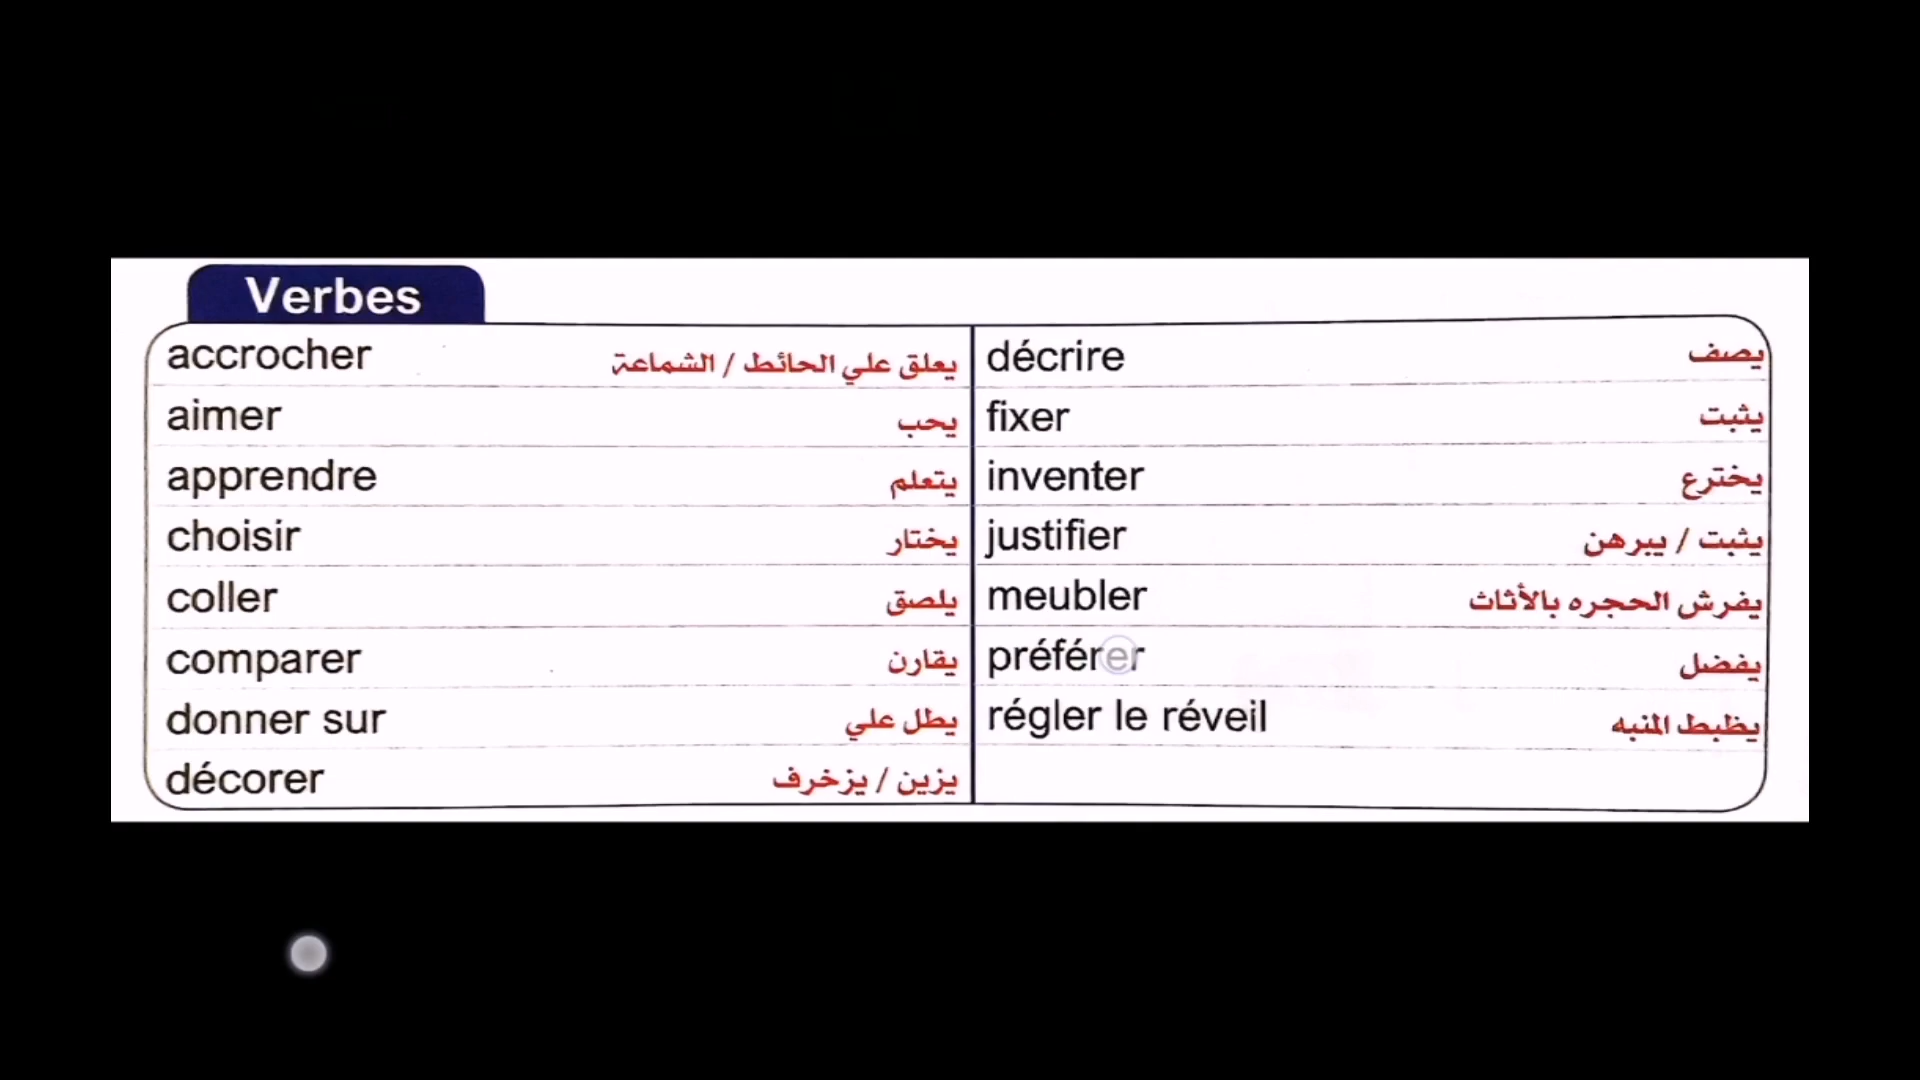 Verbes
accrocher يعلق علي الحائط / الشماعة
aimer يحب
apprendre يتعلم
choisir يختار
coller يلصق
comparer يقارن
donner sur يطل علي
décorer يزين / يزخرف
décrire يصف
fixer يثبت
inventer يخترع
justifier يثبت / يبرهن
meubler يفرش الحجره بالأثاث
préférer يفضل
régler le réveil يظبط المنبه